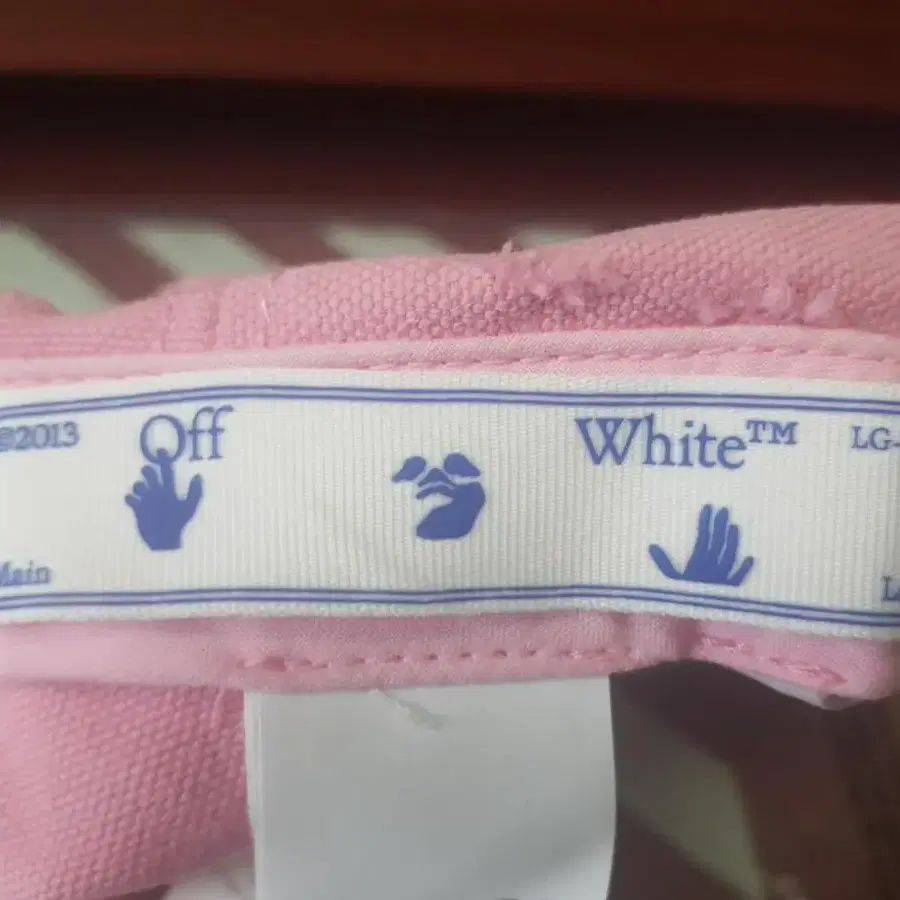 ©2013
Off
White™
LG-
Main